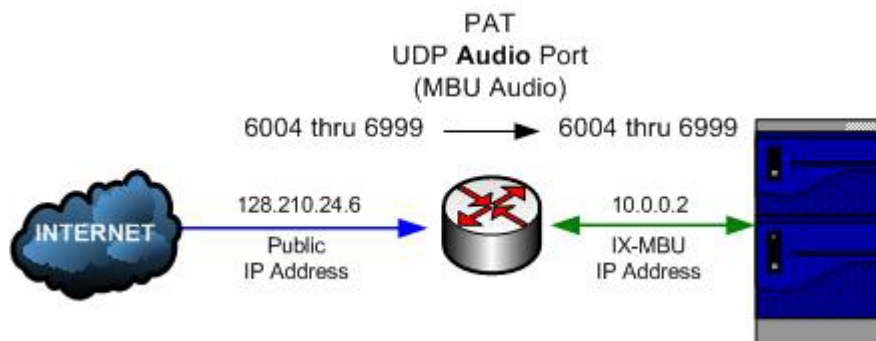 PAT
UDP Audio Port
(MBU Audio)
6004 thru 6999
6004 thru 6999
INTERNET
128.210.24.6
Public
IP Address
10.0.0.2
IX-MBU
IP Address